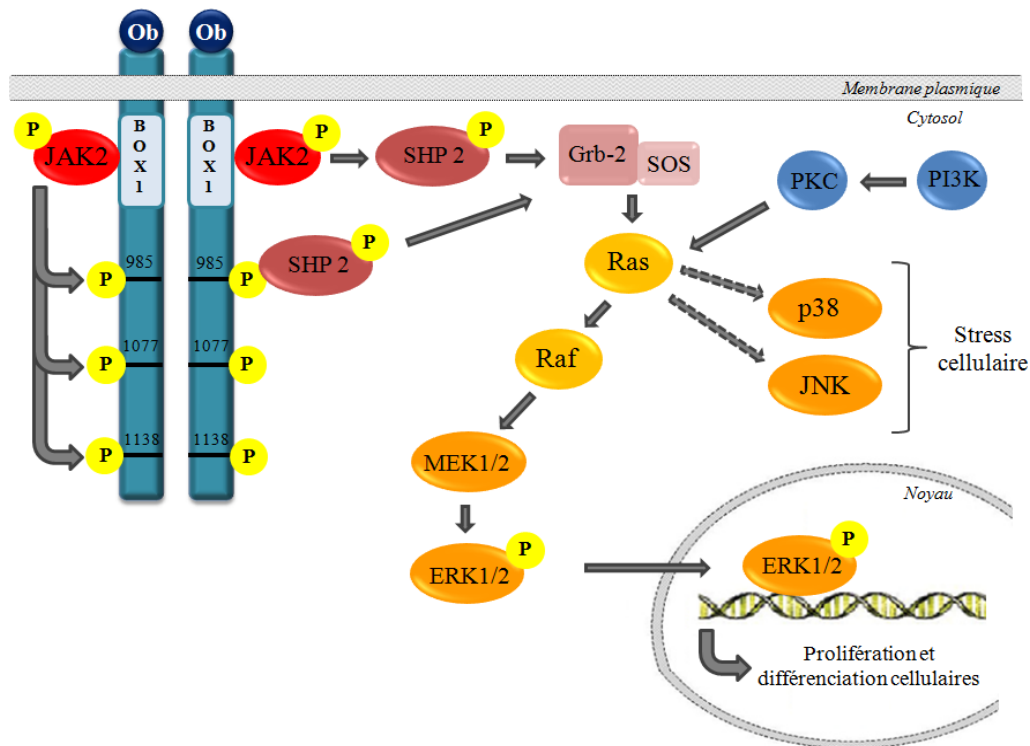 Ob
Ob
Membrane plasmique
Cytosol
P
JAK2
B
O
X
1
B
O
X
1
JAK2
P
SHP 2
P
Grb-2
SOS
PKC
PI3K
SHP 2
P
P
985
985
P
Ras
p38
JNK
Stress
cellulaire
P
1077
1077
P
Raf
P
1138
1138
P
MEK1/2
ERK1/2
P
Noyau
ERK1/2
P
Prolifération et
différenciation cellulaires